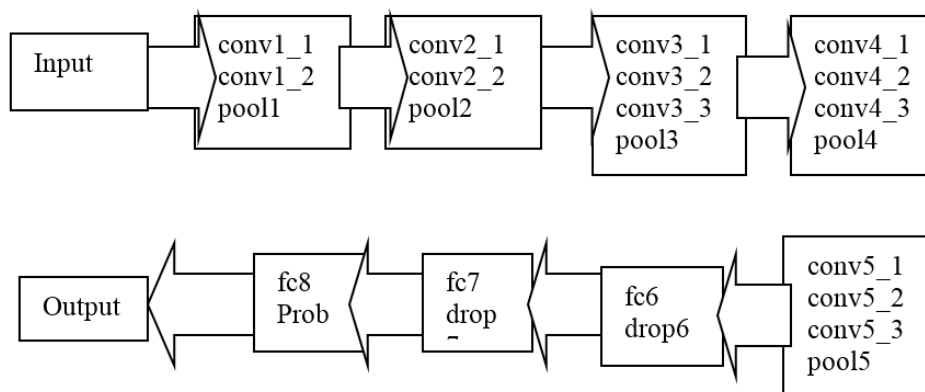 Input
conv1_1
conv1_2
pool1
conv2_1
conv2_2
pool2
conv3_1
conv3_2
conv3_3
pool3
conv4_1
conv4_2
conv4_3
pool4
conv5_1
conv5_2
conv5_3
pool5
fc6
drop6
fc7
drop
fc8
Prob
Output